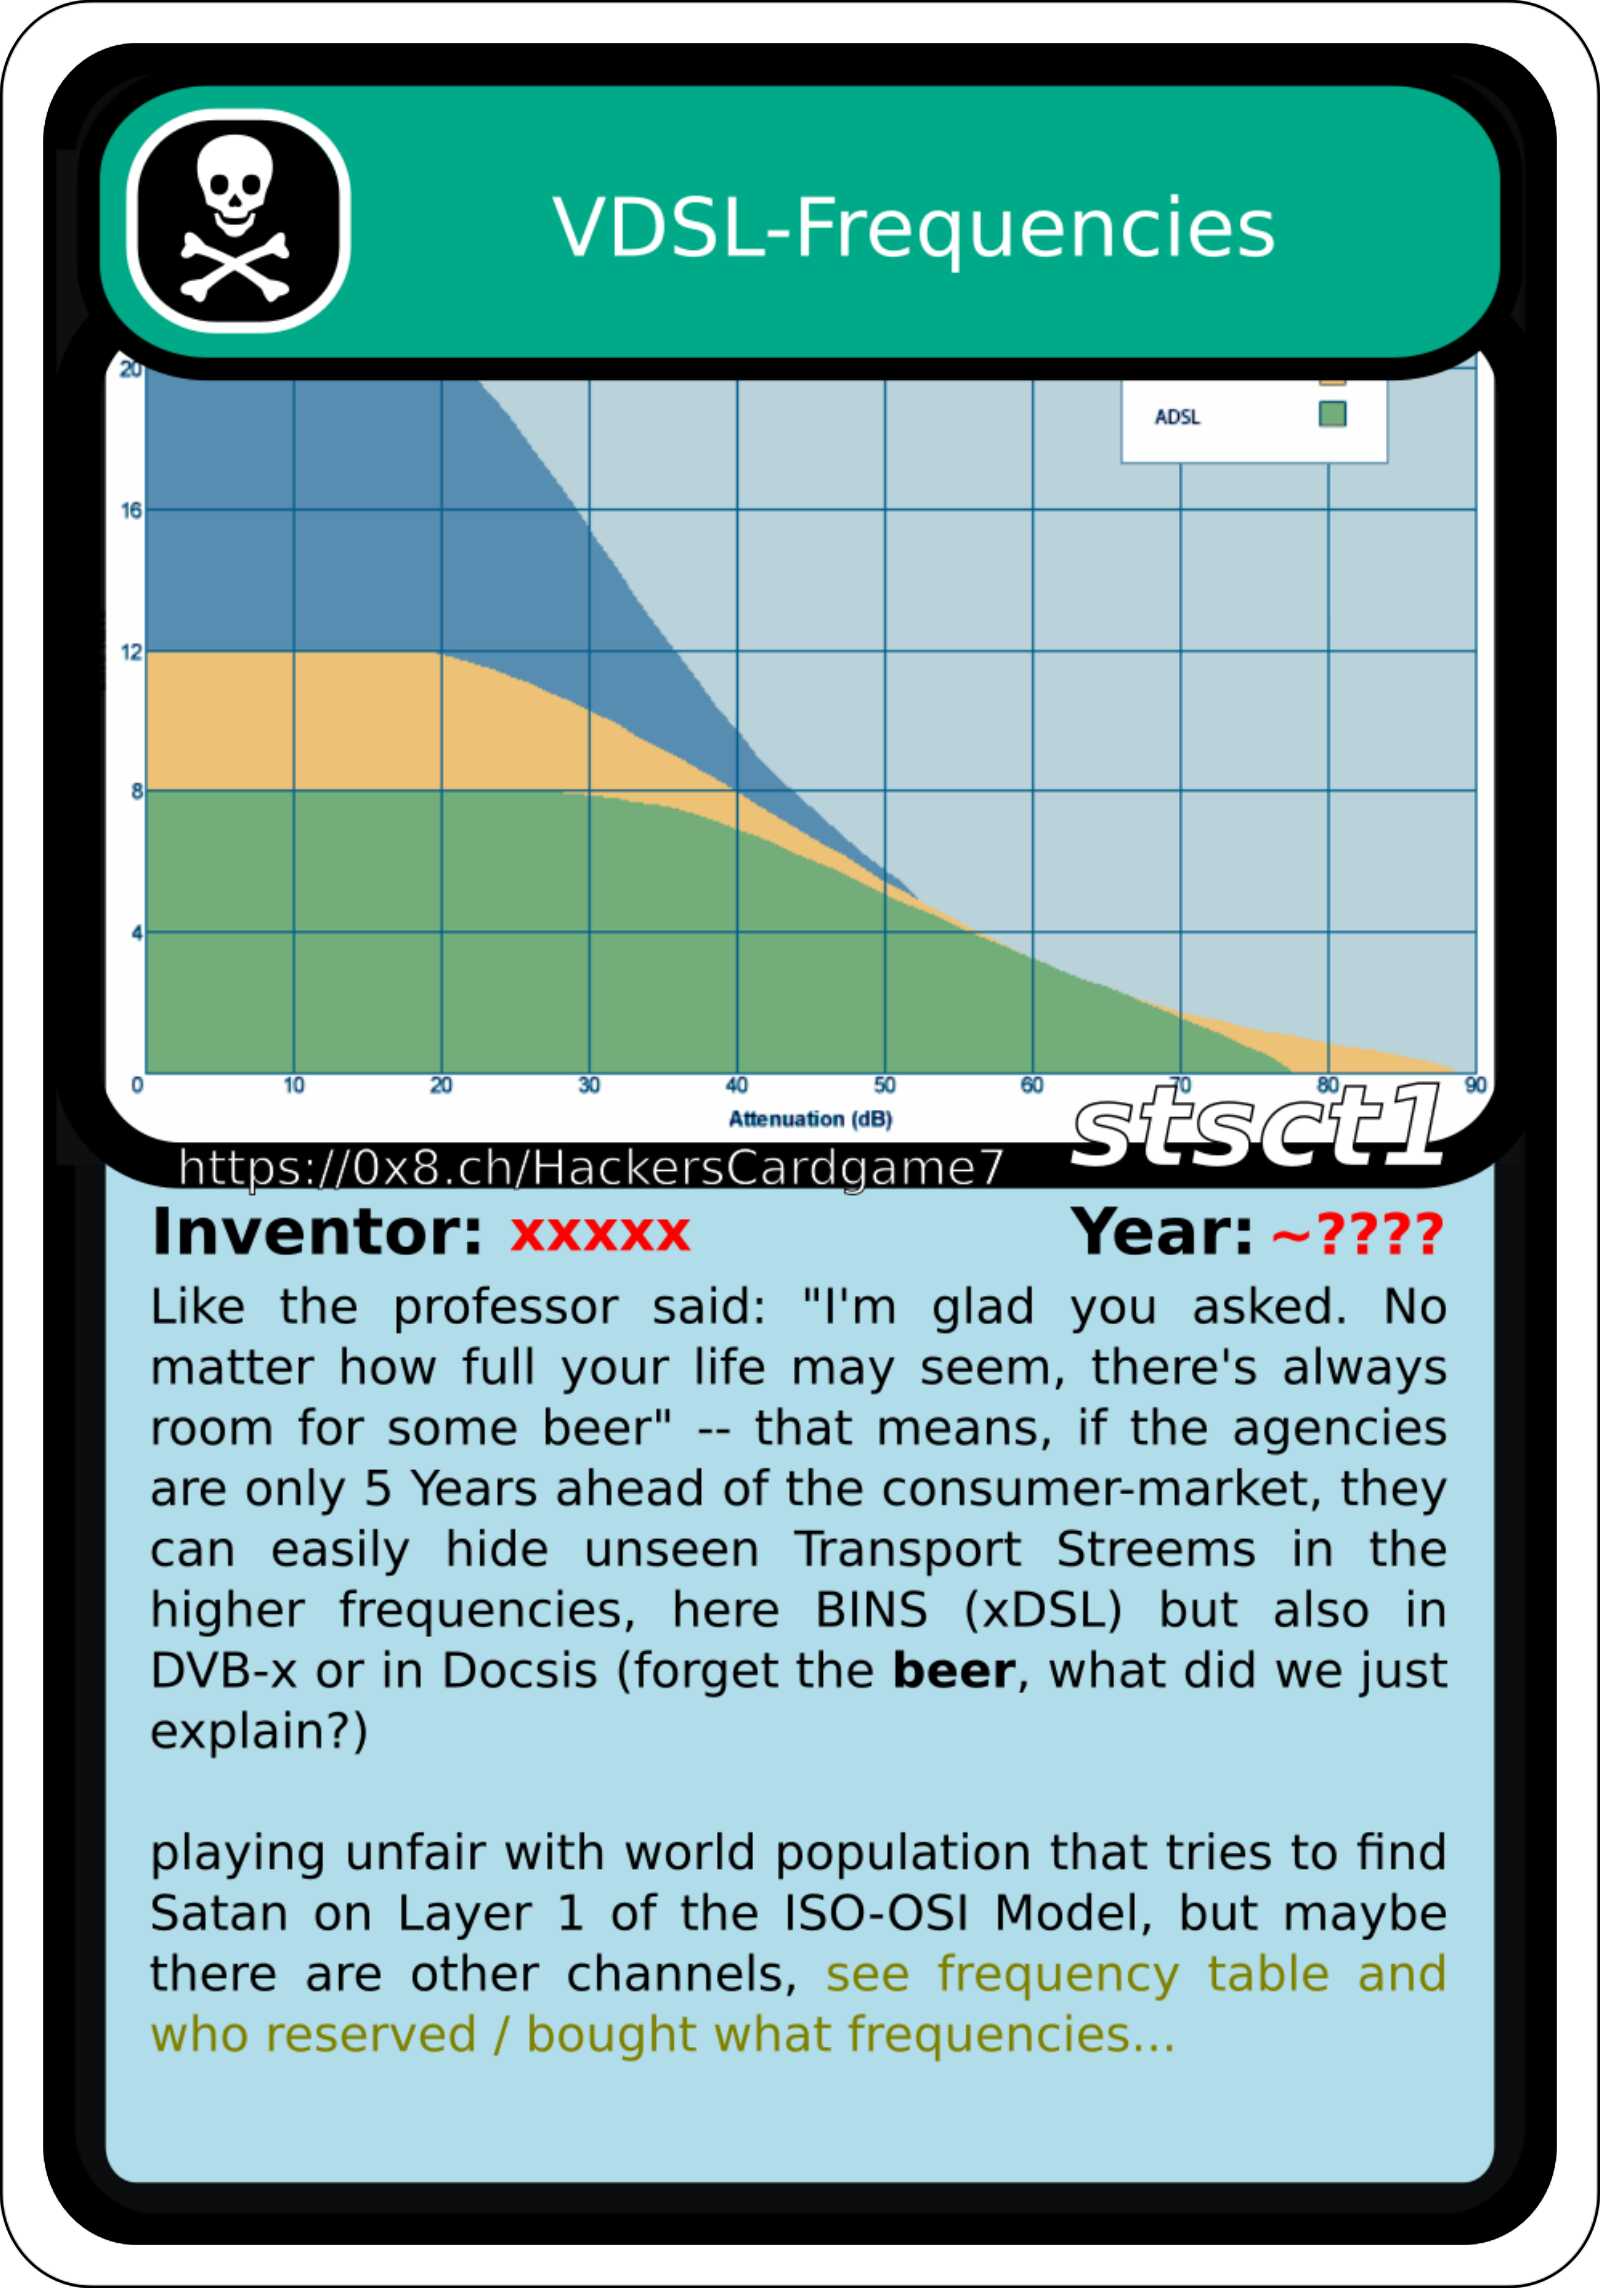 VDSL-Frequencies
20
ADSL
16
12
8
4
0 10 20 30 40 50 60 70 80 90
Attenuation (dB)
stsct1
https://0x8.ch/HackersCardgame7
Inventor: xxxxx Year: ~????
Like the professor said: "I'm glad you asked. No
matter how full your life may seem, there's always
room for some beer" -- that means, if the agencies
are only 5 Years ahead of the consumer-market, they
can easily hide unseen Transport Streems in the
higher frequencies, here BINS (xDSL) but also in
DVB-x or in Docsis (forget the beer, what did we just
explain?)
playing unfair with world population that tries to find
Satan on Layer 1 of the ISO-OSI Model, but maybe
there are other channels, see frequency table and
who reserved / bought what frequencies...